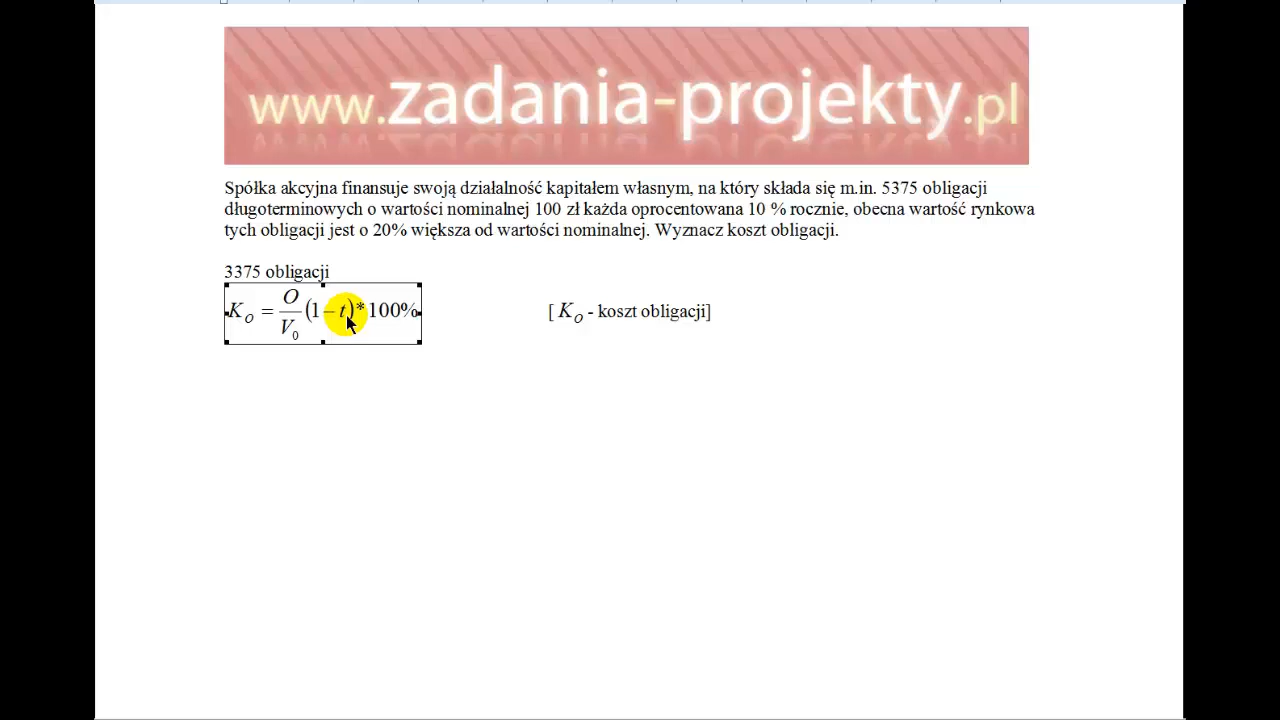 www.zadania-projekty.pl
Spółka akcyjna finansuje swoją działalność kapitałem własnym, na który składa się m.in. 5375 obligacji
długoterminowych o wartości nominalnej 100 zł każda oprocentowana 10 % rocznie, obecna wartość rynkowa
tych obligacji jest o 20% większa od wartości nominalnej. Wyznacz koszt obligacji.
3375 obligacji
K_O = O/V_0 (1 − t)*100% [ K_O - koszt obligacji]